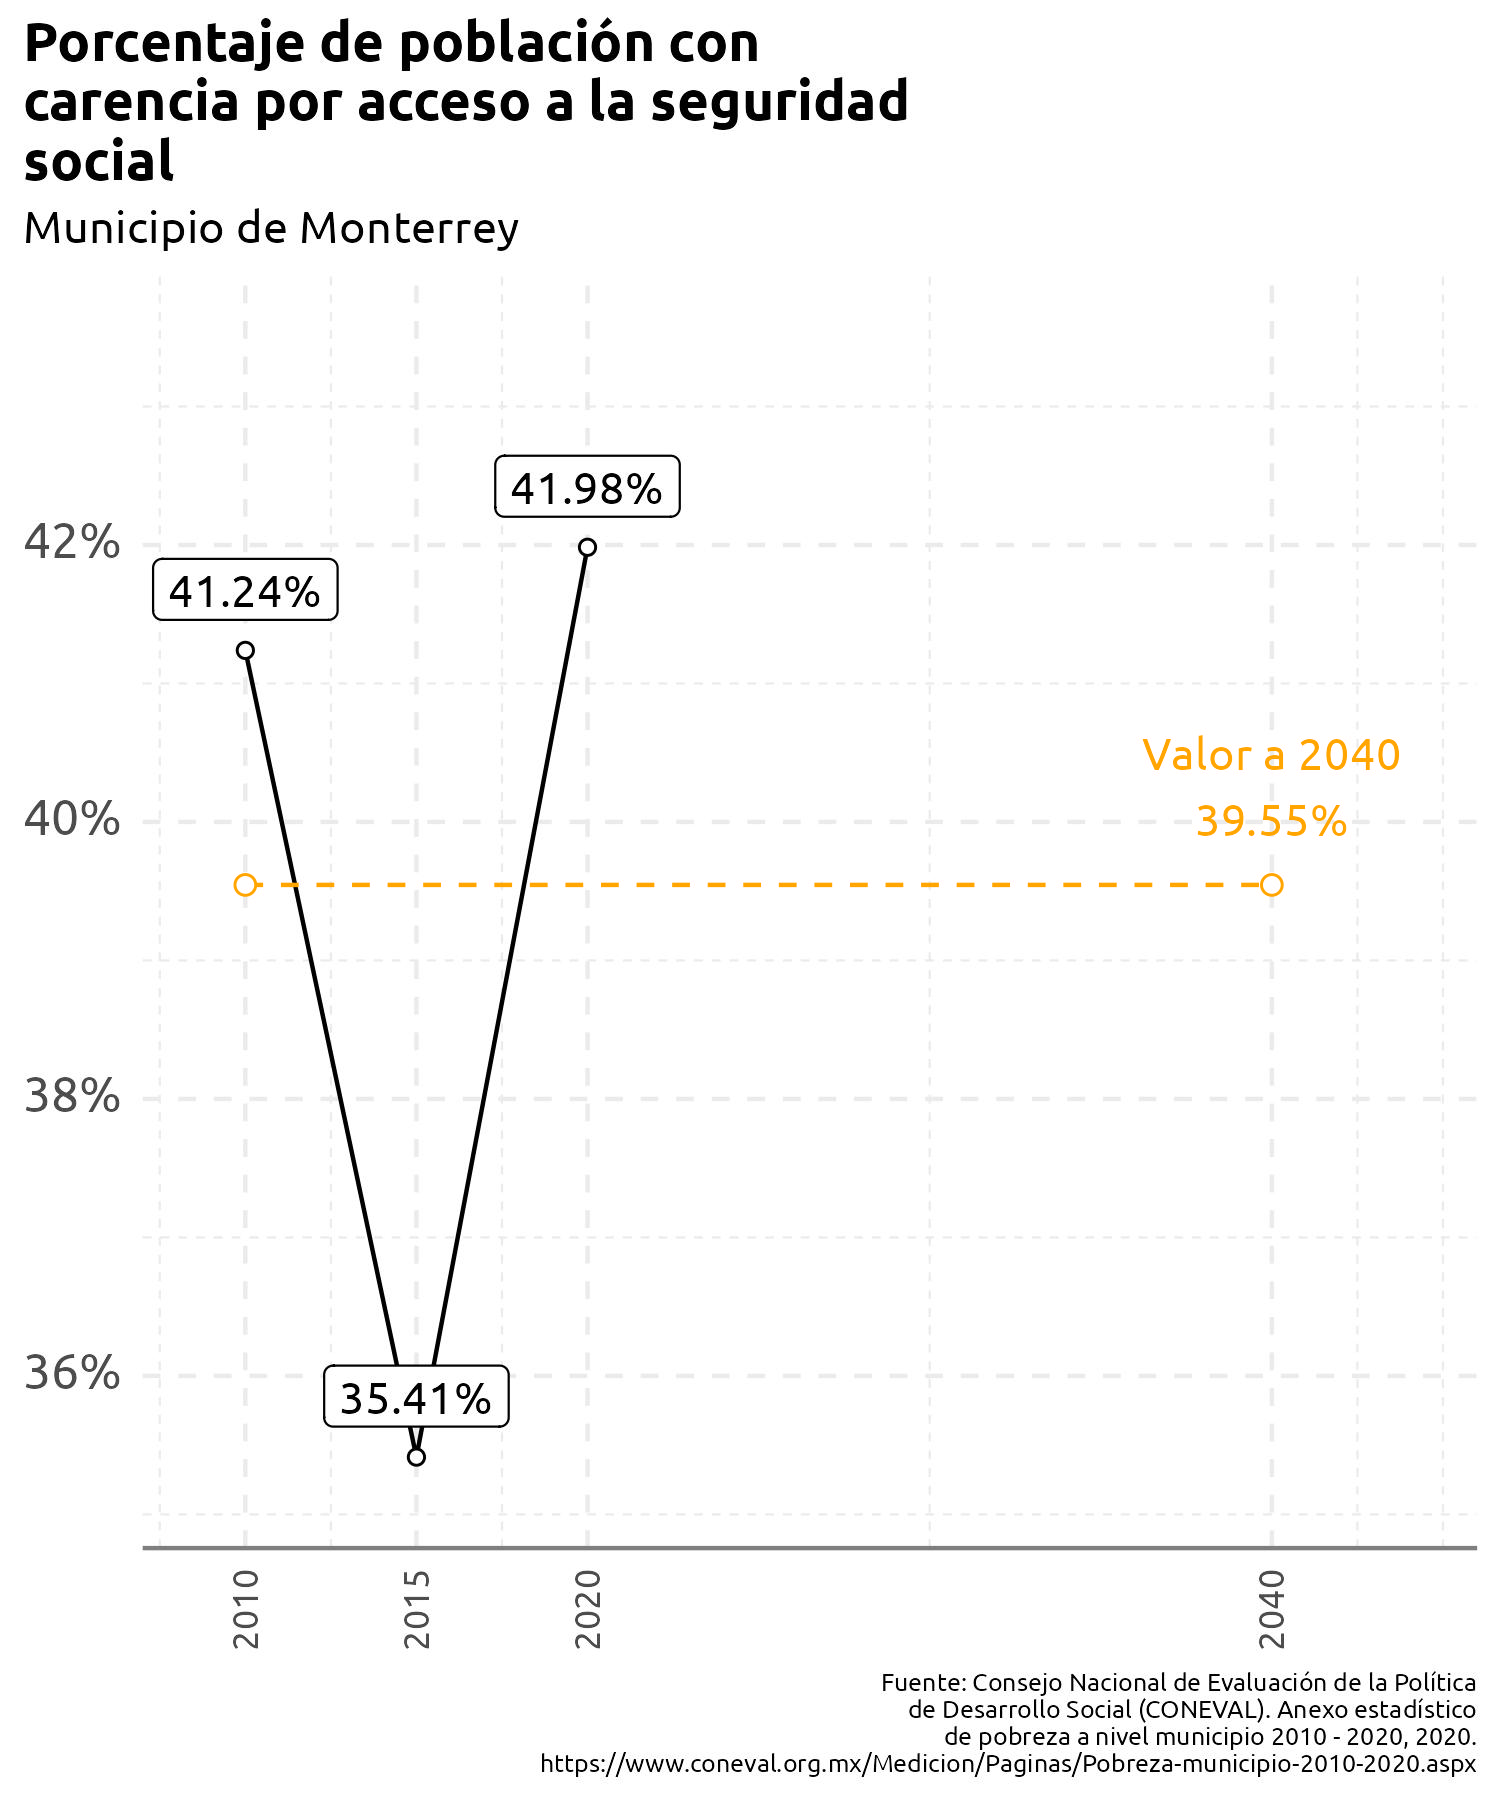 Porcentaje de población con
carencia por acceso a la seguridad
social
Municipio de Monterrey
41.98%
42%
41.24%
Valor a 2040
40%
39.55%
38%
36%
35.41%
2010
2015
2020
2040
Fuente: Consejo Nacional de Evaluación de la Política
de Desarrollo Social (CONEVAL). Anexo estadístico
de pobreza a nivel municipio 2010 - 2020, 2020.
https://www.coneval.org.mx/Medicion/Paginas/Pobreza-municipio-2010-2020.aspx